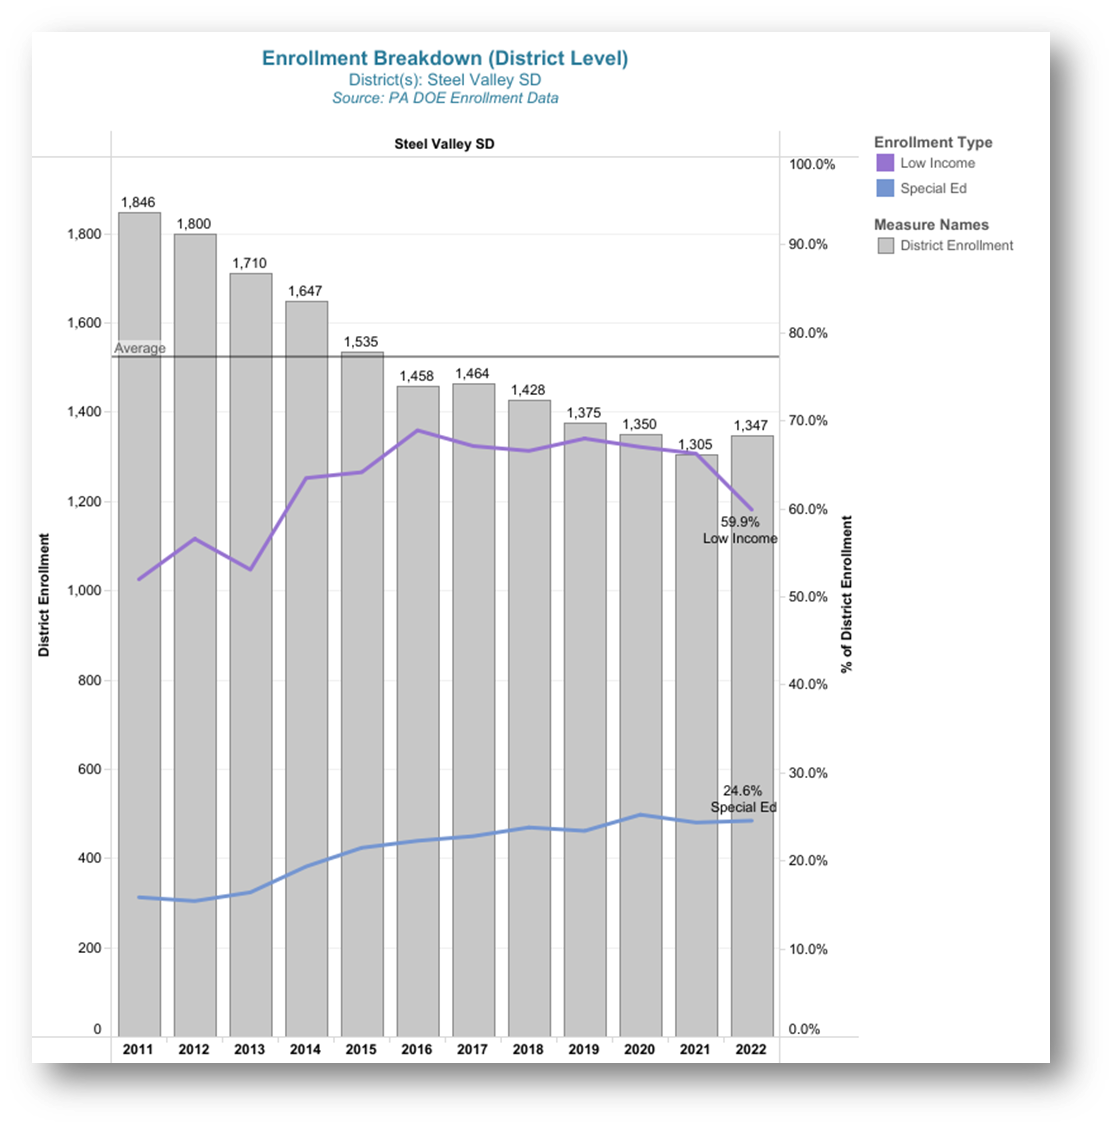 Enrollment Breakdown (District Level)
District(s): Steel Valley SD
Source: PA DOE Enrollment Data
Steel Valley SD
Enrollment Type
Low Income
Special Ed
Measure Names
District Enrollment
District Enrollment
1,800
1,600
1,400
1,200
1,000
800
600
400
200
0
Average
1,846
1,800
1,710
1,647
1,535
1,458
1,464
1,428
1,375
1,350
1,305
1,347
59.9%
Low Income
24.6%
Special Ed
100.0%
90.0%
80.0%
70.0%
60.0%
50.0%
40.0%
30.0%
20.0%
10.0%
0.0%
% of District Enrollment
2011 2012 2013 2014 2015 2016 2017 2018 2019 2020 2021 2022